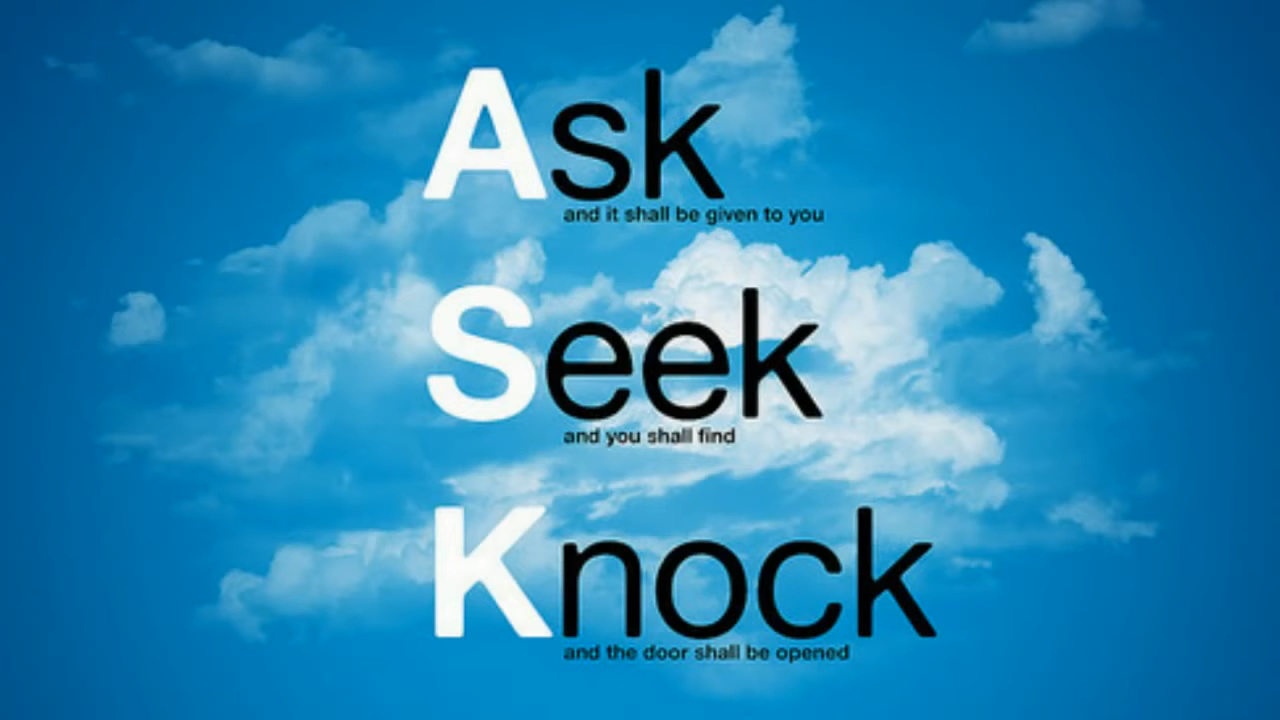 Ask
and it shall be given to you
Seek
and you shall find
Knock
and the door shall be opened